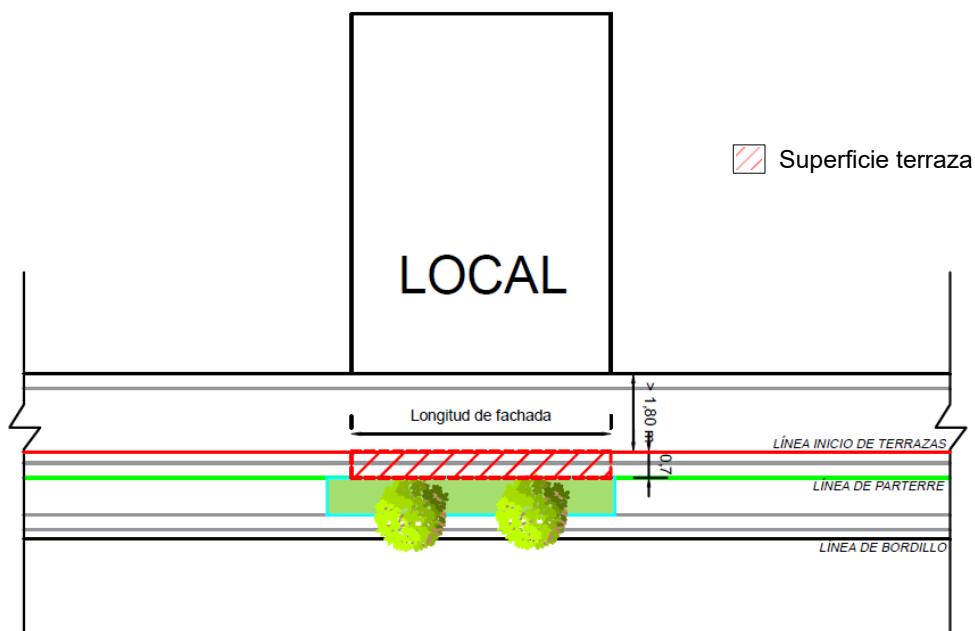 Superficie terraza
LOCAL
> 1,80 m
Longitud de fachada
LÍNEA INICIO DE TERRAZAS
0,7
LÍNEA DE PARTERRE
LÍNEA DE BORDILLO